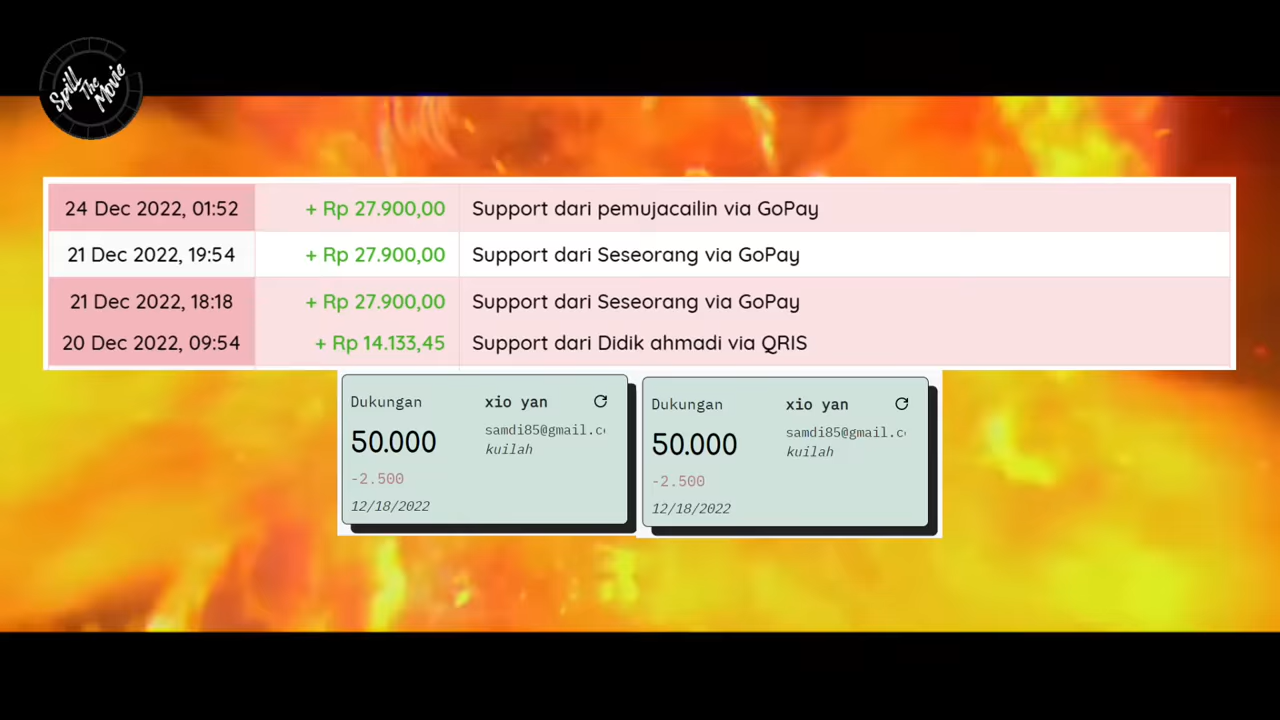 Spill
The
Movie
24 Dec 2022, 01:52 + Rp 27.900,00 Support dari pemujacailin via GoPay
21 Dec 2022, 19:54 + Rp 27.900,00 Support dari Seseorang via GoPay
21 Dec 2022, 18:18 + Rp 27.900,00 Support dari Seseorang via GoPay
20 Dec 2022, 09:54 + Rp 14.133,45 Support dari Didik ahmadi via QRIS
Dukungan xio yan
samdi85@gmail.c
50.000
kuilah
-2.500
12/18/2022
Dukungan xio yan
samdi85@gmail.c
50.000
kuilah
-2.500
12/18/2022